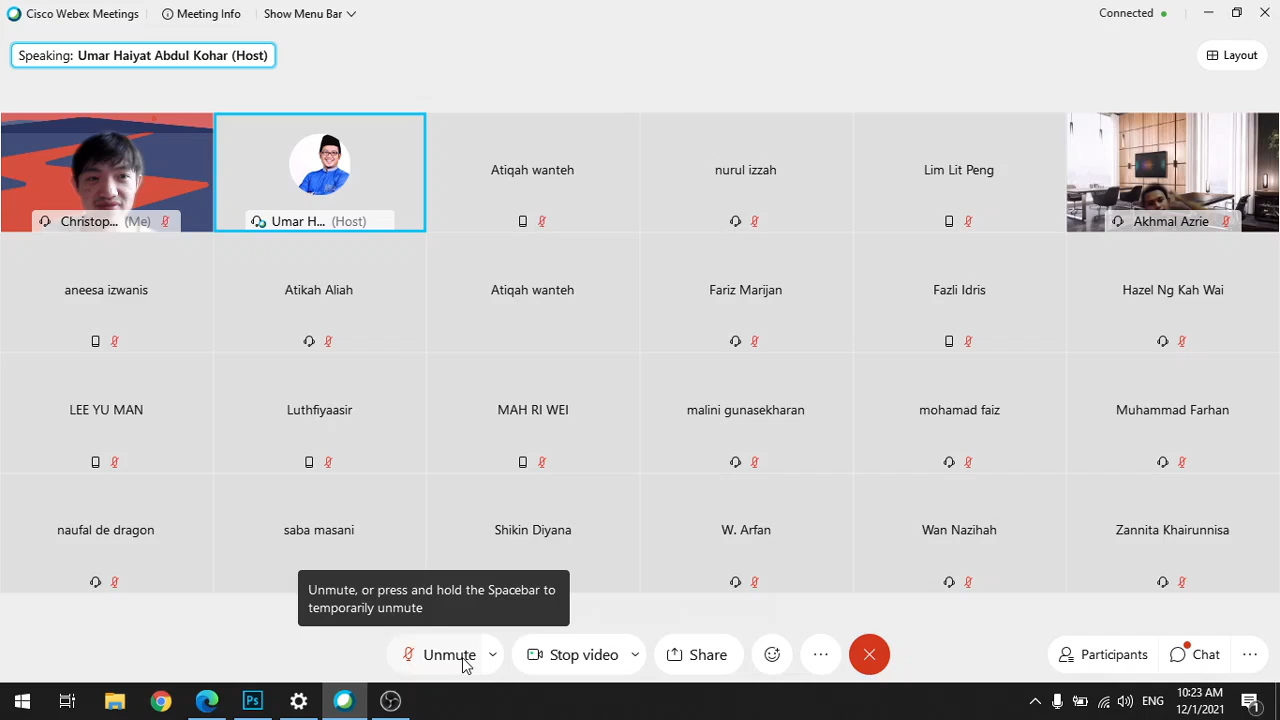 Cisco Webex Meetings
Meeting Info
Show Menu Bar
Connected
Speaking: Umar Haiyat Abdul Kohar (Host)
Layout
Christop... (Me)
Umar H... (Host)
Atiqah wanteh
nurul izzah
Lim Lit Peng
Akhmal Azrie
aneesa izwanis
Atikah Aliah
Atiqah wanteh
Fariz Marijan
Fazli Idris
Hazel Ng Kah Wai
LEE YU MAN
Luthfiyaasir
MAH RI WEI
malini gunasekharan
mohamad faiz
Muhammad Farhan
naufal de dragon
saba masani
Shikin Diyana
W. Arfan
Wan Nazihah
Zannita Khairunnisa
Unmute, or press and hold the Spacebar to
temporarily unmute
Unmute
Stop video
Share
Participants
Chat
Ps
ENG
10:23 AM
12/1/2021
1